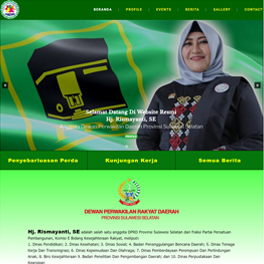 BERANDA | PROFILE | EVENTS | BERITA | GALLERY | CONTACT
Selamat Datang Di Website Resmi
Hj. Rismayanti, SE
Anggota Dewan Perwakilan Daerah Provinsi Sulawesi Selatan
Penyebarluasan Perda
Kunjungan Kerja
Semua Berita
DEWAN PERWAKILAN RAKYAT DAERAH
PROVINSI SULAWESI SELATAN
Hj. Rismayanti, SE adalah salah satu anggota DPRD Provinsi Sulawesi Selatan dari Fraksi Partai Persatuan
Pembangunan, Komisi E Bidang Kesejahteraan Rakyat, meliputi:
1. Dinas Pendidikan; 2. Dinas Kesehatan; 3. Dinas Sosial; 4. Badan Penanggulangan Bencana Daerah; 5. Dinas Tenaga
Kerja Dan Transmigrasi; 6. Dinas Kepemudaan Dan Olahraga; 7. Dinas Pemberdayaan Perempuan Dan Perlindungan
Anak; 8. Biro Kesejahteraan; 9. Badan Penelitian Dan Pengembangan Daerah; dan 10. Dinas Perpustakaan Dan
Kearsipan